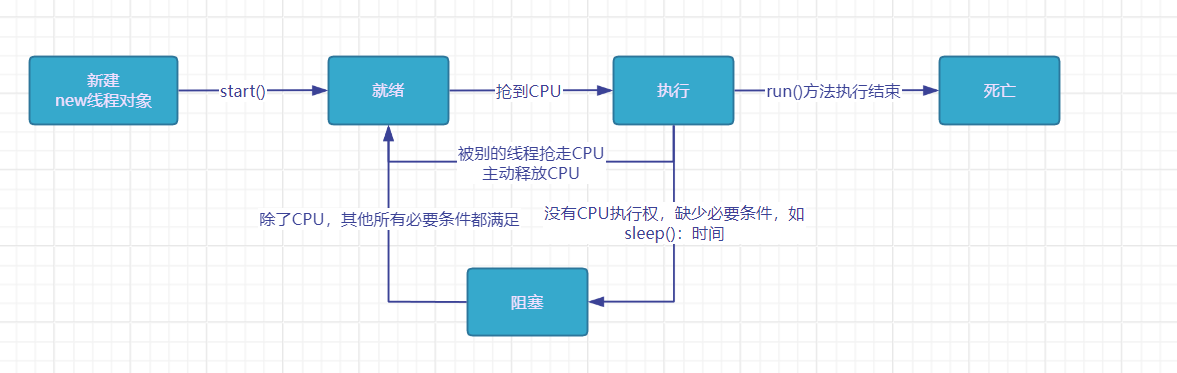 新建
new线程对象
start()
就绪
抢到CPU
执行
run()方法执行结束
死亡
被别的线程抢走CPU
主动释放CPU
除了CPU，其他所有必要条件都满足
没有CPU执行权，缺少必要条件，如
sleep()：时间
阻塞